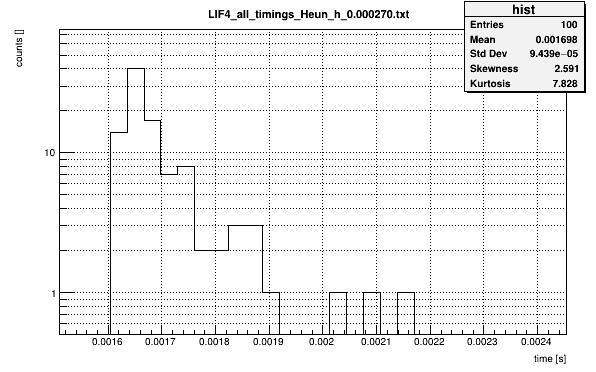 LIF4_all_timings_Heun_h_0.000270.txt
hist
Entries 100
Mean 0.001698
Std Dev 9.439e−05
Skewness 2.591
Kurtosis 7.828
counts []
10
1
0.0016 0.0017 0.0018 0.0019 0.002 0.0021 0.0022 0.0023 0.0024
time [s]